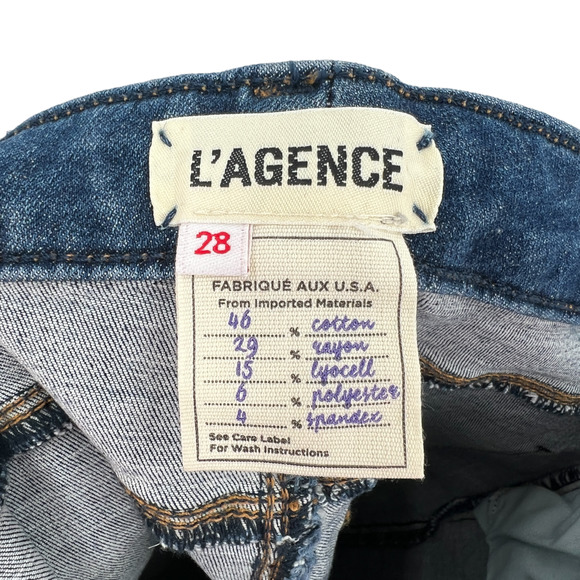 L'AGENCE
28
FABRIQUÉ AUX U.S.A.
From Imported Materials
46 % cotton
29 % rayon
15 % lyocell
6 % polyester
4 % spandex
See Care Label
For Wash Instructions